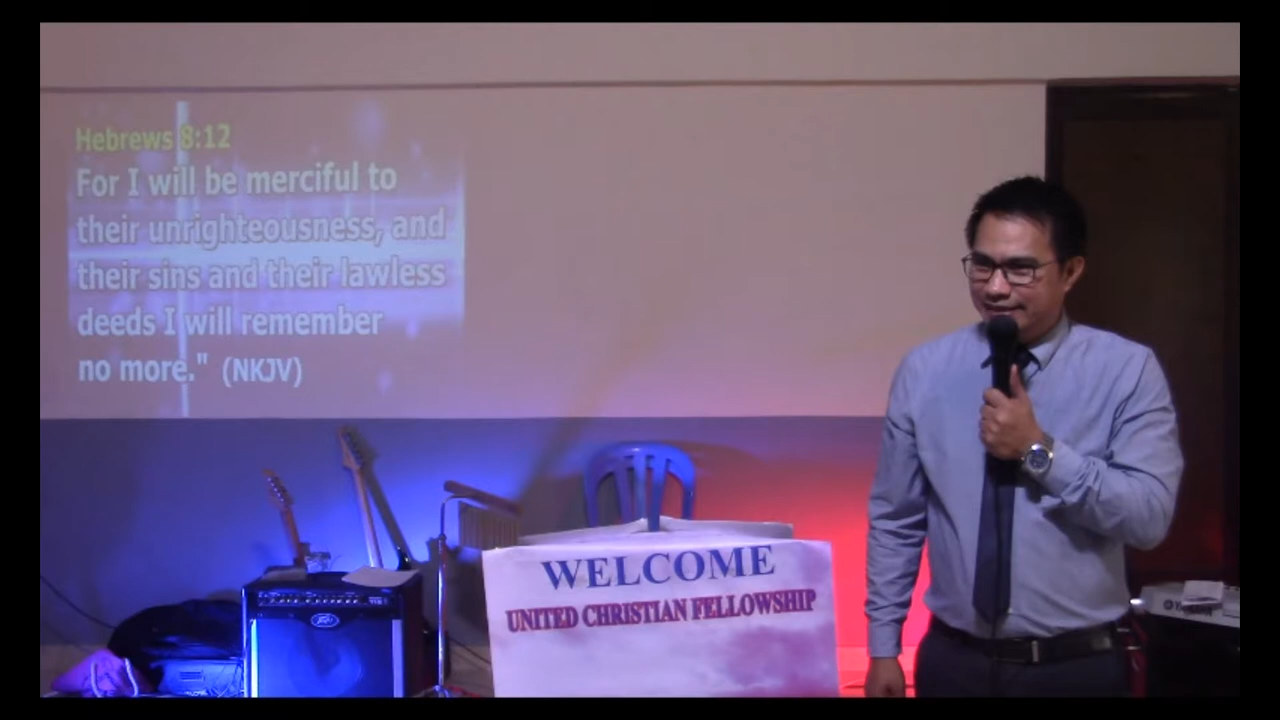 Hebrews 8:12
For I will be merciful to
their unrighteousness, and
their sins and their lawless
deeds I will remember
no more." (NKJV)
WELCOME
UNITED CHRISTIAN FELLOWSHIP